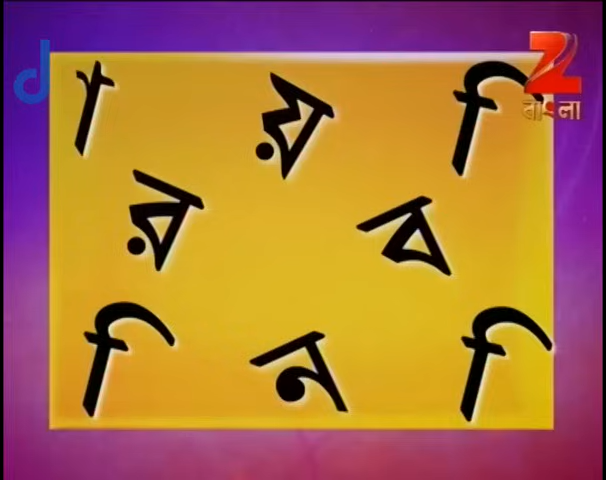 া য় ি
র ব
ি ন ি
বাংলা